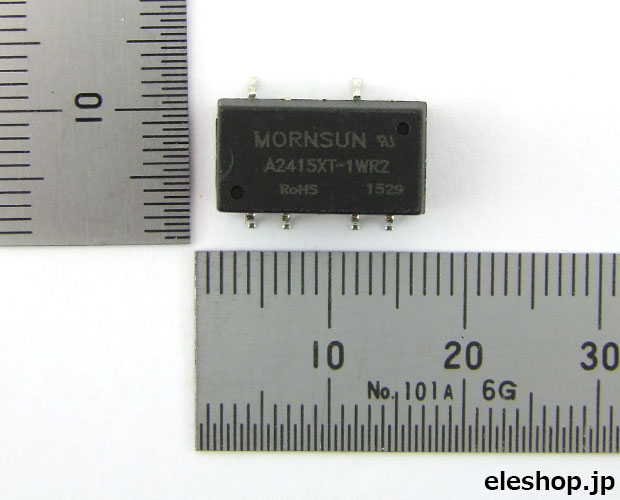 10
MORNSUN
A2415XT-1WR2
RoHS 1529
10 20 30
No. 101A 6G
eleshop.jp